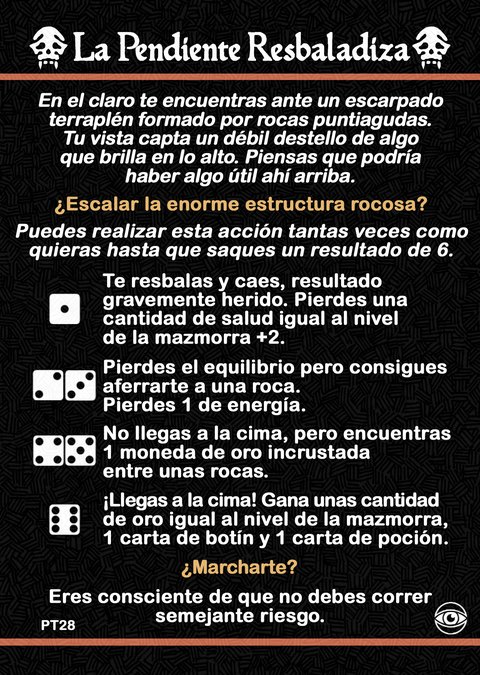 La Pendiente Resbaladiza
En el claro te encuentras ante un escarpado
terraplén formado por rocas puntiagudas.
Tu vista capta un débil destello de algo
que brilla en lo alto. Piensas que podría
haber algo útil ahí arriba.
¿Escalar la enorme estructura rocosa?
Puedes realizar esta acción tantas veces como
quieras hasta que saques un resultado de 6.
Te resbalas y caes, resultado
gravemente herido. Pierdes una
cantidad de salud igual al nivel
de la mazmorra +2.
Pierdes el equilibrio pero consigues
aferrarte a una roca.
Pierdes 1 de energía.
No llegas a la cima, pero encuentras
1 moneda de oro incrustada
entre unas rocas.
¡Llegas a la cima! Gana unas cantidad
de oro igual al nivel de la mazmorra,
1 carta de botín y 1 carta de poción.
¿Marcharte?
Eres consciente de que no debes correr
semejante riesgo.
PT28